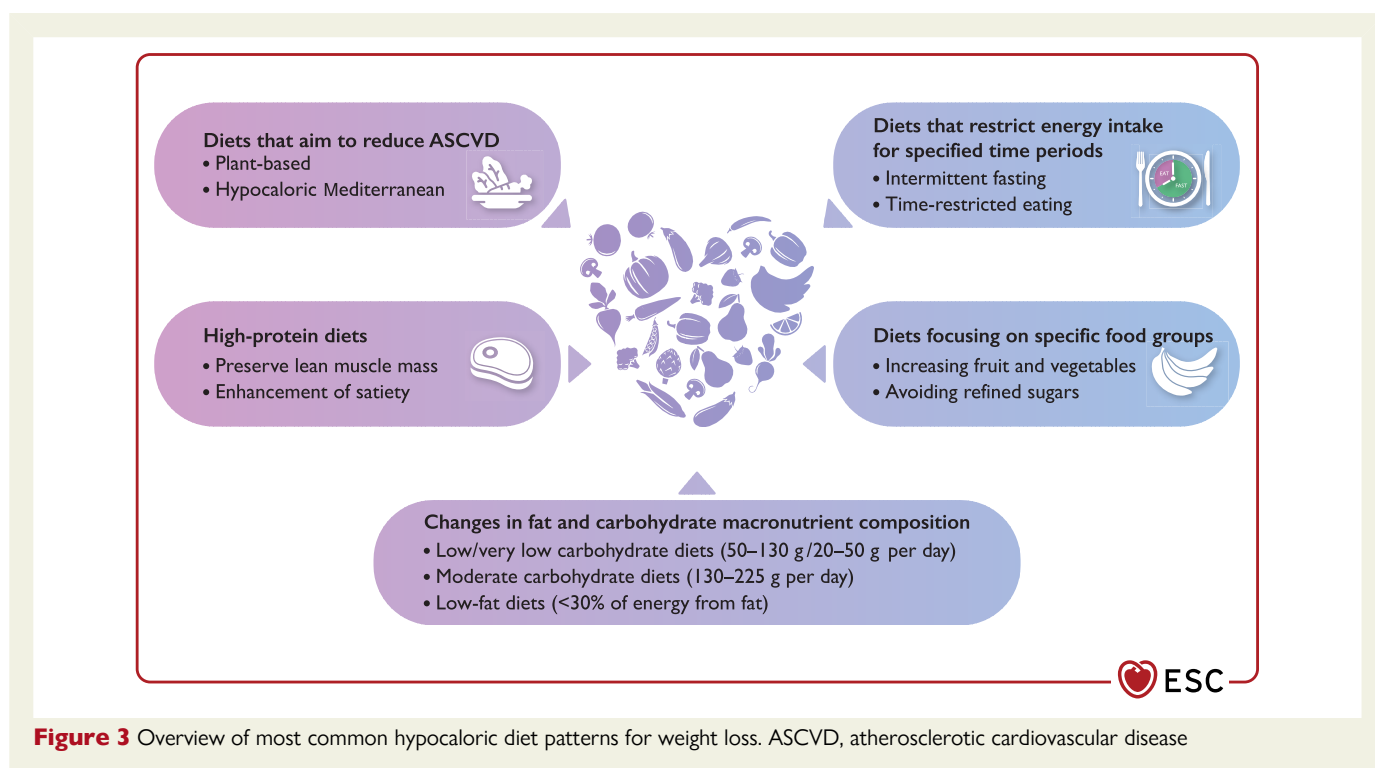 Diets that aim to reduce ASCVD
• Plant-based
• Hypocaloric Mediterranean
Diets that restrict energy intake
for specified time periods
• Intermittent fasting
• Time-restricted eating
EAT
FAST
High-protein diets
• Preserve lean muscle mass
• Enhancement of satiety
Diets focusing on specific food groups
• Increasing fruit and vegetables
• Avoiding refined sugars
Changes in fat and carbohydrate macronutrient composition
• Low/very low carbohydrate diets (50–130 g/20–50 g per day)
• Moderate carbohydrate diets (130–225 g per day)
• Low-fat diets (<30% of energy from fat)
ESC
Figure 3 Overview of most common hypocaloric diet patterns for weight loss. ASCVD, atherosclerotic cardiovascular disease